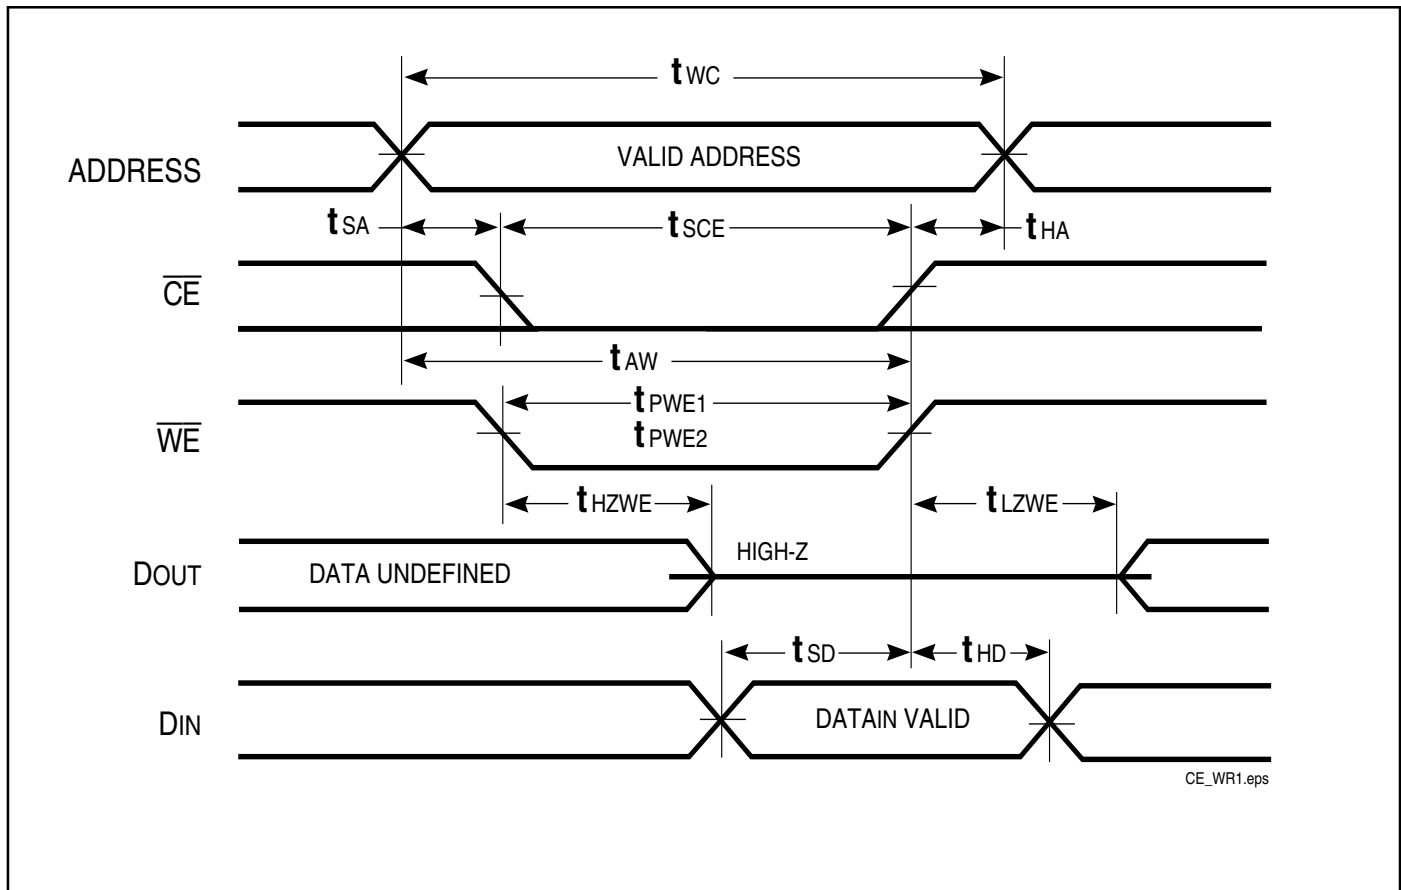 tWC
ADDRESS
VALID ADDRESS
tSA
tSCE
tHA
CE
tAW
tPWE1
WE
tPWE2
tHZWE
tLZWE
DOUT
DATA UNDEFINED
HIGH-Z
tSD
tHD
DIN
DATAIN VALID
CE_WR1.eps